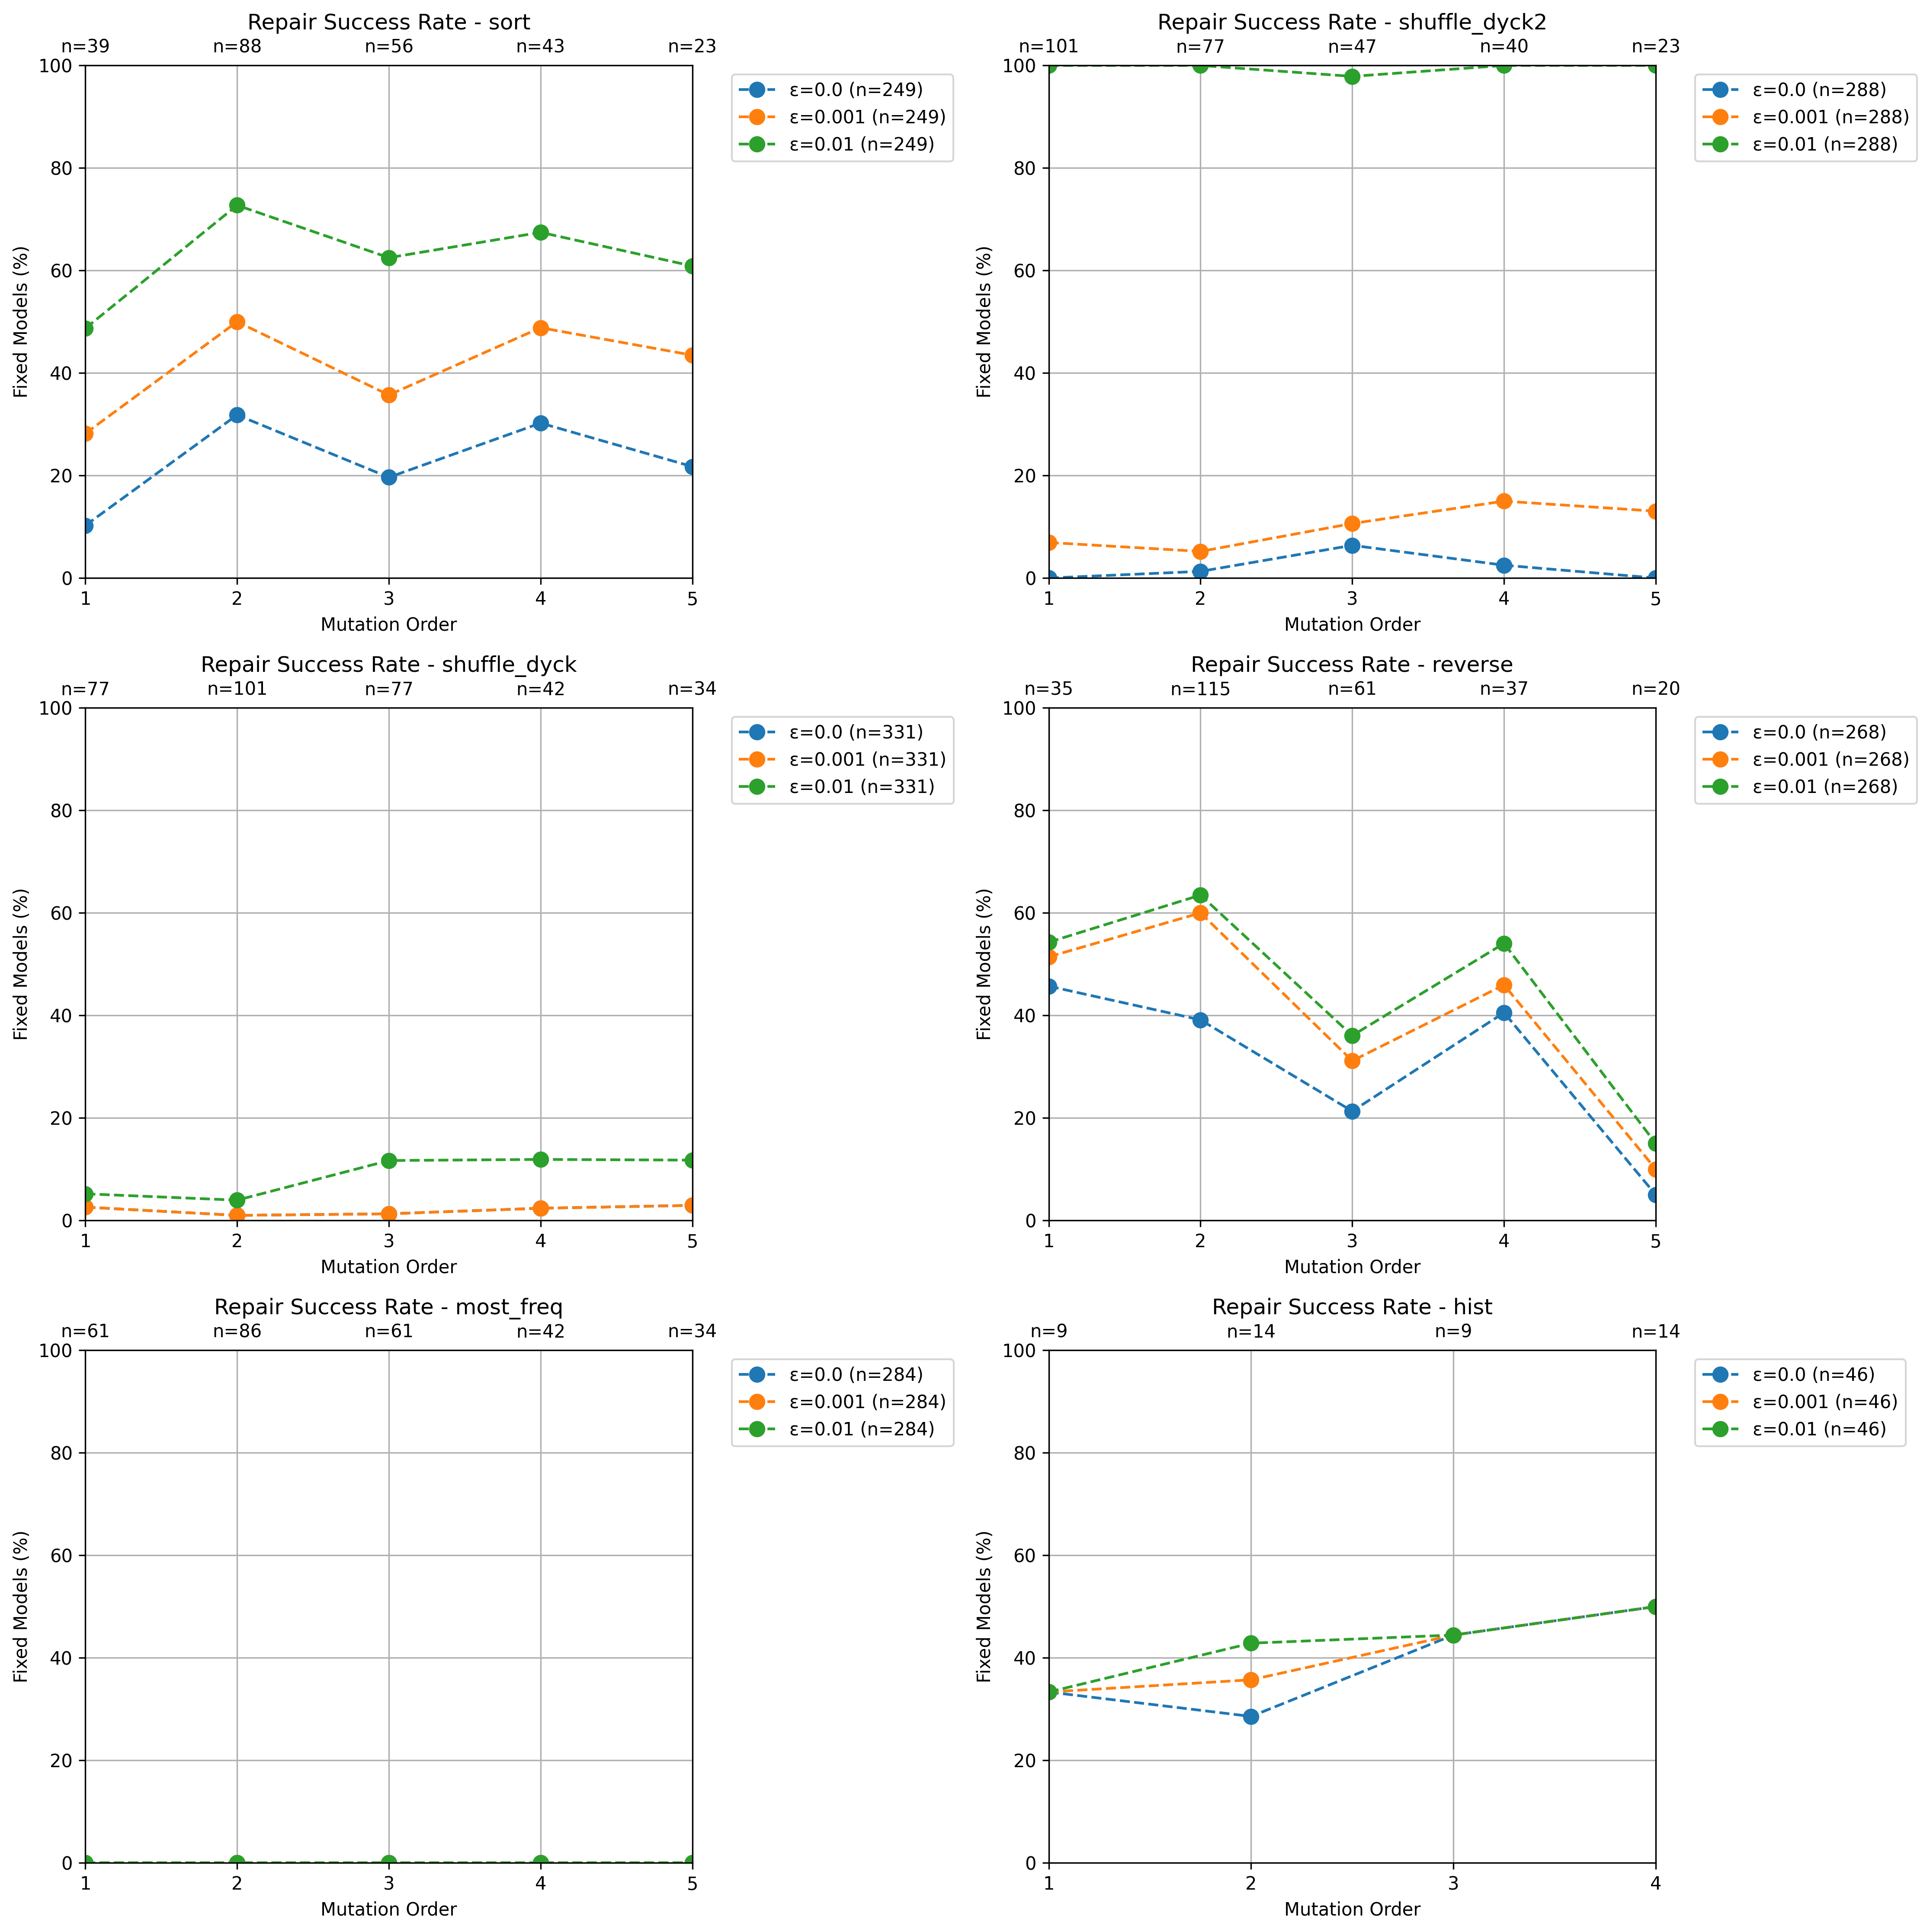 Repair Success Rate - sort
n=39 n=88 n=56 n=43 n=23
100
80
60
40
20
0
Fixed Models (%)
1 2 3 4 5
Mutation Order
ε=0.0 (n=249)
ε=0.001 (n=249)
ε=0.01 (n=249)
Repair Success Rate - shuffle_dyck2
n=101 n=77 n=47 n=40 n=23
100
80
60
40
20
0
Fixed Models (%)
1 2 3 4 5
Mutation Order
ε=0.0 (n=288)
ε=0.001 (n=288)
ε=0.01 (n=288)
Repair Success Rate - shuffle_dyck
n=77 n=101 n=77 n=42 n=34
100
80
60
40
20
0
Fixed Models (%)
1 2 3 4 5
Mutation Order
ε=0.0 (n=331)
ε=0.001 (n=331)
ε=0.01 (n=331)
Repair Success Rate - reverse
n=35 n=115 n=61 n=37 n=20
100
80
60
40
20
0
Fixed Models (%)
1 2 3 4 5
Mutation Order
ε=0.0 (n=268)
ε=0.001 (n=268)
ε=0.01 (n=268)
Repair Success Rate - most_freq
n=61 n=86 n=61 n=42 n=34
100
80
60
40
20
0
Fixed Models (%)
1 2 3 4 5
Mutation Order
ε=0.0 (n=284)
ε=0.001 (n=284)
ε=0.01 (n=284)
Repair Success Rate - hist
n=9 n=14 n=9 n=14
100
80
60
40
20
0
Fixed Models (%)
1 2 3 4
Mutation Order
ε=0.0 (n=46)
ε=0.001 (n=46)
ε=0.01 (n=46)